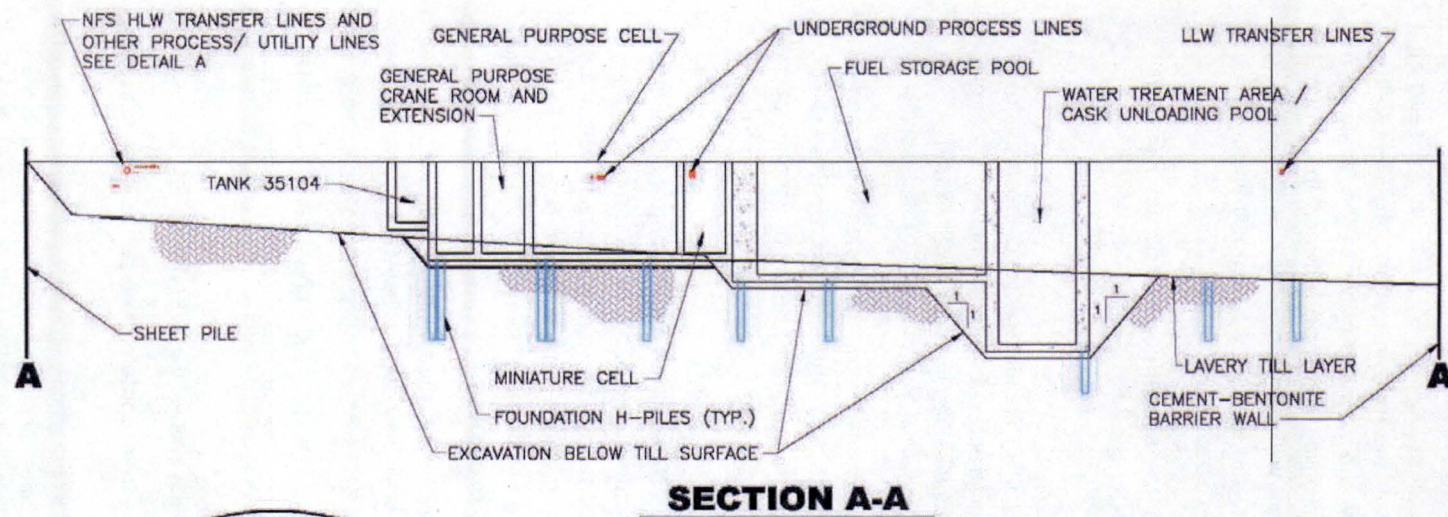 NFS HLW TRANSFER LINES AND
OTHER PROCESS/ UTILITY LINES
SEE DETAIL A
GENERAL PURPOSE CELL
UNDERGROUND PROCESS LINES
LLW TRANSFER LINES
GENERAL PURPOSE
CRANE ROOM AND
EXTENSION
FUEL STORAGE POOL
WATER TREATMENT AREA /
CASK UNLOADING POOL
TANK 35104
1
1
1
1
SHEET PILE
A
A
MINIATURE CELL
LAVERY TILL LAYER
FOUNDATION H-PILES (TYP.)
CEMENT-BENTONITE
BARRIER WALL
EXCAVATION BELOW TILL SURFACE
SECTION A-A